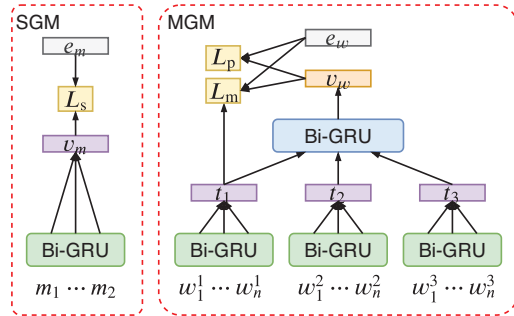 SGM
e_m
L_s
v_m
Bi-GRU
m_1 ⋯ m_2
MGM
e_w
L_p
L_m
v_w
Bi-GRU
t_1 t_2 t_3
Bi-GRU Bi-GRU Bi-GRU
w_1^1 ⋯ w_n^1 w_1^2 ⋯ w_n^2 w_1^3 ⋯ w_n^3